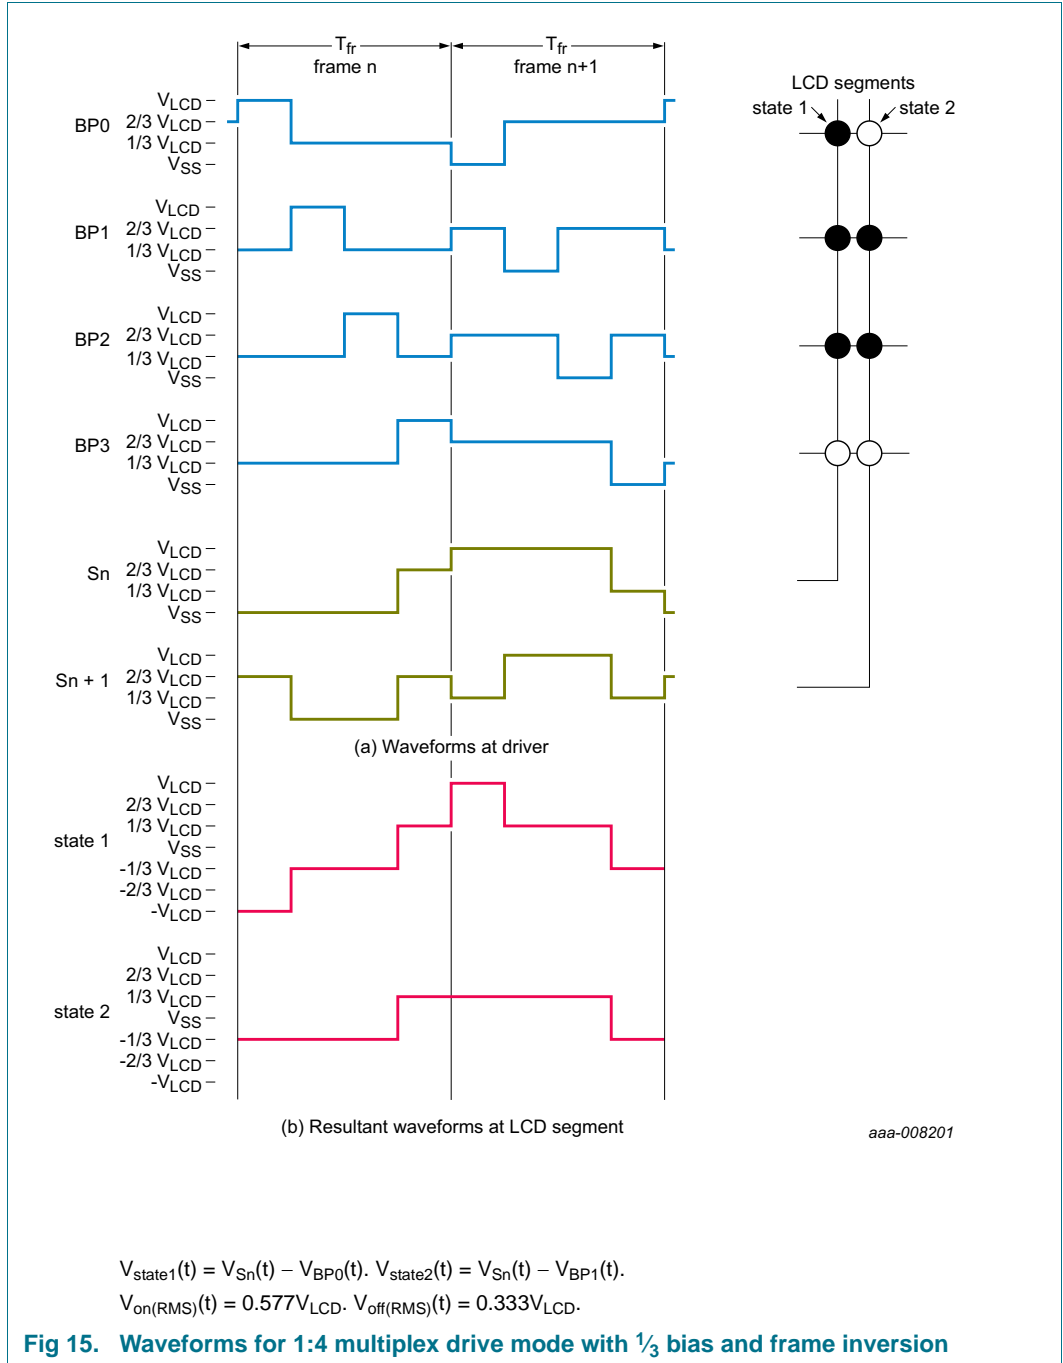 Tfr
frame n
Tfr
frame n+1
LCD segments
state 1
state 2
BP0
VLCD
2/3 VLCD
1/3 VLCD
VSS
BP1
VLCD
2/3 VLCD
1/3 VLCD
VSS
BP2
VLCD
2/3 VLCD
1/3 VLCD
VSS
BP3
VLCD
2/3 VLCD
1/3 VLCD
VSS
Sn
VLCD
2/3 VLCD
1/3 VLCD
VSS
Sn + 1
VLCD
2/3 VLCD
1/3 VLCD
VSS
(a) Waveforms at driver
state 1
VLCD
2/3 VLCD
1/3 VLCD
VSS
-1/3 VLCD
-2/3 VLCD
-VLCD
state 2
VLCD
2/3 VLCD
1/3 VLCD
VSS
-1/3 VLCD
-2/3 VLCD
-VLCD
(b) Resultant waveforms at LCD segment
aaa-008201
Vstate1(t) = VSn(t) − VBP0(t). Vstate2(t) = VSn(t) − VBP1(t).
Von(RMS)(t) = 0.577VLCD. Voff(RMS)(t) = 0.333VLCD.
Fig 15. Waveforms for 1:4 multiplex drive mode with 1⁄3 bias and frame inversion